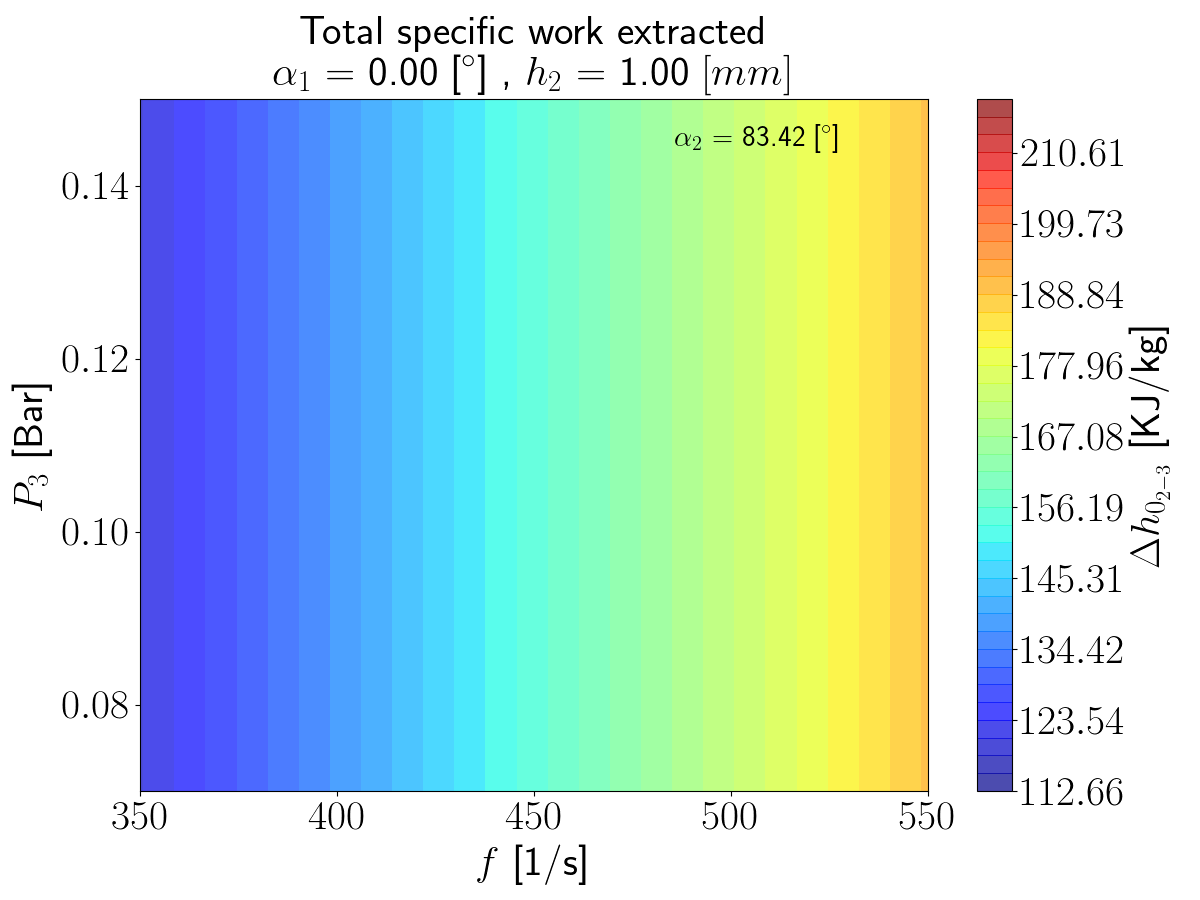 Total specific work extracted
α₁ = 0.00 [°] , h₂ = 1.00 [mm]
α₂ = 83.42 [°]
P₃ [Bar]
0.14
0.12
0.10
0.08
350 400 450 500 550
f [1/s]
210.61
199.73
188.84
177.96
167.08
156.19
145.31
134.42
123.54
112.66
Δh₀₂₋₃ [KJ/kg]